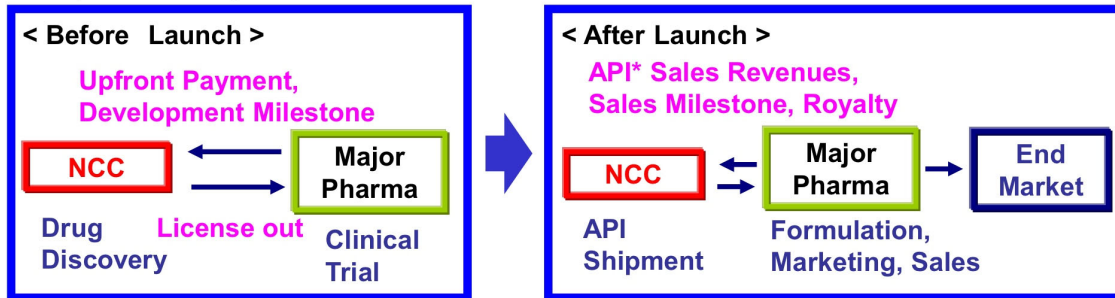 < Before Launch >
Upfront Payment,
Development Milestone
NCC
Major
Pharma
Drug
Discovery
License out
Clinical
Trial
< After Launch >
API* Sales Revenues,
Sales Milestone, Royalty
NCC
Major
Pharma
End
Market
API
Shipment
Formulation,
Marketing, Sales